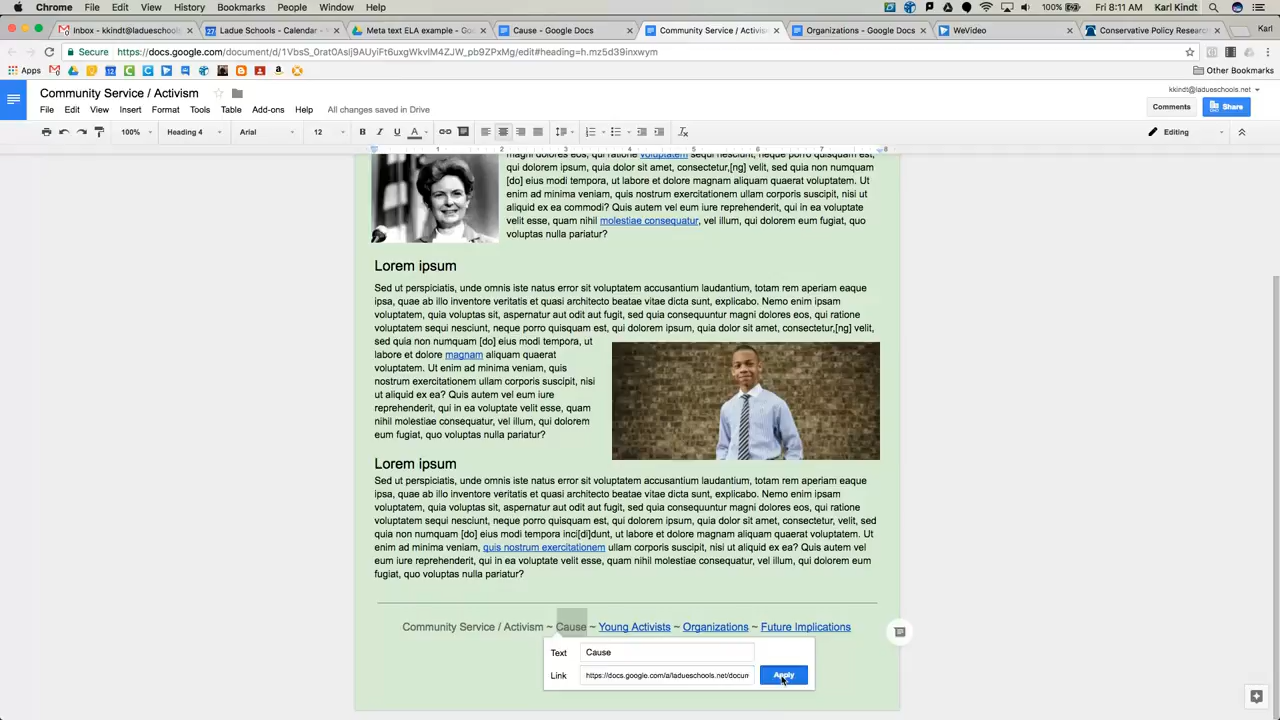 Chrome File Edit View History Bookmarks People Window Help 100% Fri 8:11 AM Karl Kindt
Inbox - kkindt@ladueschools.n Ladue Schools - Calendar Meta text ELA example - Goo Cause - Google Docs Community Service / Activism Organizations - Google Docs WeVideo Conservative Policy Research Karl
Secure https://docs.google.com/document/d/1VbsS_0ratOAslj9AUyiFt6uxgWkvlM4ZJW_pb9ZPxMg/edit#heading=h.mz5d39inxwym
Apps Other Bookmarks
Community Service / Activism
kkindt@ladueschools.net
File Edit View Insert Format Tools Table Add-ons Help All changes saved in Drive
Comments Share
100% Heading 4 Arial 12 B I U A Editing
1 2 3 4 5 6 7 8
magni dolores eos, qui ratione voluptatem sequi nesciunt, neque porro quisquam est,
qui dolorem ipsum, quia dolor sit amet, consectetur,[ng] velit, sed quia non numquam
[do] eius modi tempora, ut labore et dolore magnam aliquam quaerat voluptatem. Ut
enim ad minima veniam, quis nostrum exercitationem ullam corporis suscipit, nisi ut
aliquid ex ea commodi? Quis autem vel eum iure reprehenderit, qui in ea voluptate
velit esse, quam nihil molestiae consequatur, vel illum, qui dolorem eum fugiat, quo
voluptas nulla pariatur?
Lorem ipsum
Sed ut perspiciatis, unde omnis iste natus error sit voluptatem accusantium laudantium, totam rem aperiam eaque
ipsa, quae ab illo inventore veritatis et quasi architecto beatae vitae dicta sunt, explicabo. Nemo enim ipsam
voluptatem, quia voluptas sit, aspernatur aut odit aut fugit, sed quia consequuntur magni dolores eos, qui ratione
voluptatem sequi nesciunt, neque porro quisquam est, qui dolorem ipsum, quia dolor sit amet, consectetur,[ng] velit,
sed quia non numquam [do] eius modi tempora, ut
labore et dolore magnam aliquam quaerat
voluptatem. Ut enim ad minima veniam, quis
nostrum exercitationem ullam corporis suscipit, nisi
ut aliquid ex ea? Quis autem vel eum iure
reprehenderit, qui in ea voluptate velit esse, quam
nihil molestiae consequatur, vel illum, qui dolorem
eum fugiat, quo voluptas nulla pariatur?
Lorem ipsum
Sed ut perspiciatis, unde omnis iste natus error sit voluptatem accusantium laudantium, totam rem aperiam eaque
ipsa, quae ab illo inventore veritatis et quasi architecto beatae vitae dicta sunt, explicabo. Nemo enim ipsam
voluptatem, quia voluptas sit, aspernatur aut odit aut fugit, sed quia consequuntur magni dolores eos, qui ratione
voluptatem sequi nesciunt, neque porro quisquam est, qui dolorem ipsum, quia dolor sit amet, consectetur, velit, sed
quia non numquam [do] eius modi tempora inci[di]dunt, ut labore et dolore magnam aliquam quaerat voluptatem. Ut
enim ad minima veniam, quis nostrum exercitationem ullam corporis suscipit, nisi ut aliquid ex ea? Quis autem vel
eum iure reprehenderit, qui in ea voluptate velit esse, quam nihil molestiae consequatur, vel illum, qui dolorem eum
fugiat, quo voluptas nulla pariatur?
Community Service / Activism ~ Cause ~ Young Activists ~ Organizations ~ Future Implications
Text Cause
Link https://docs.google.com/a/ladueschools.net/docum Apply